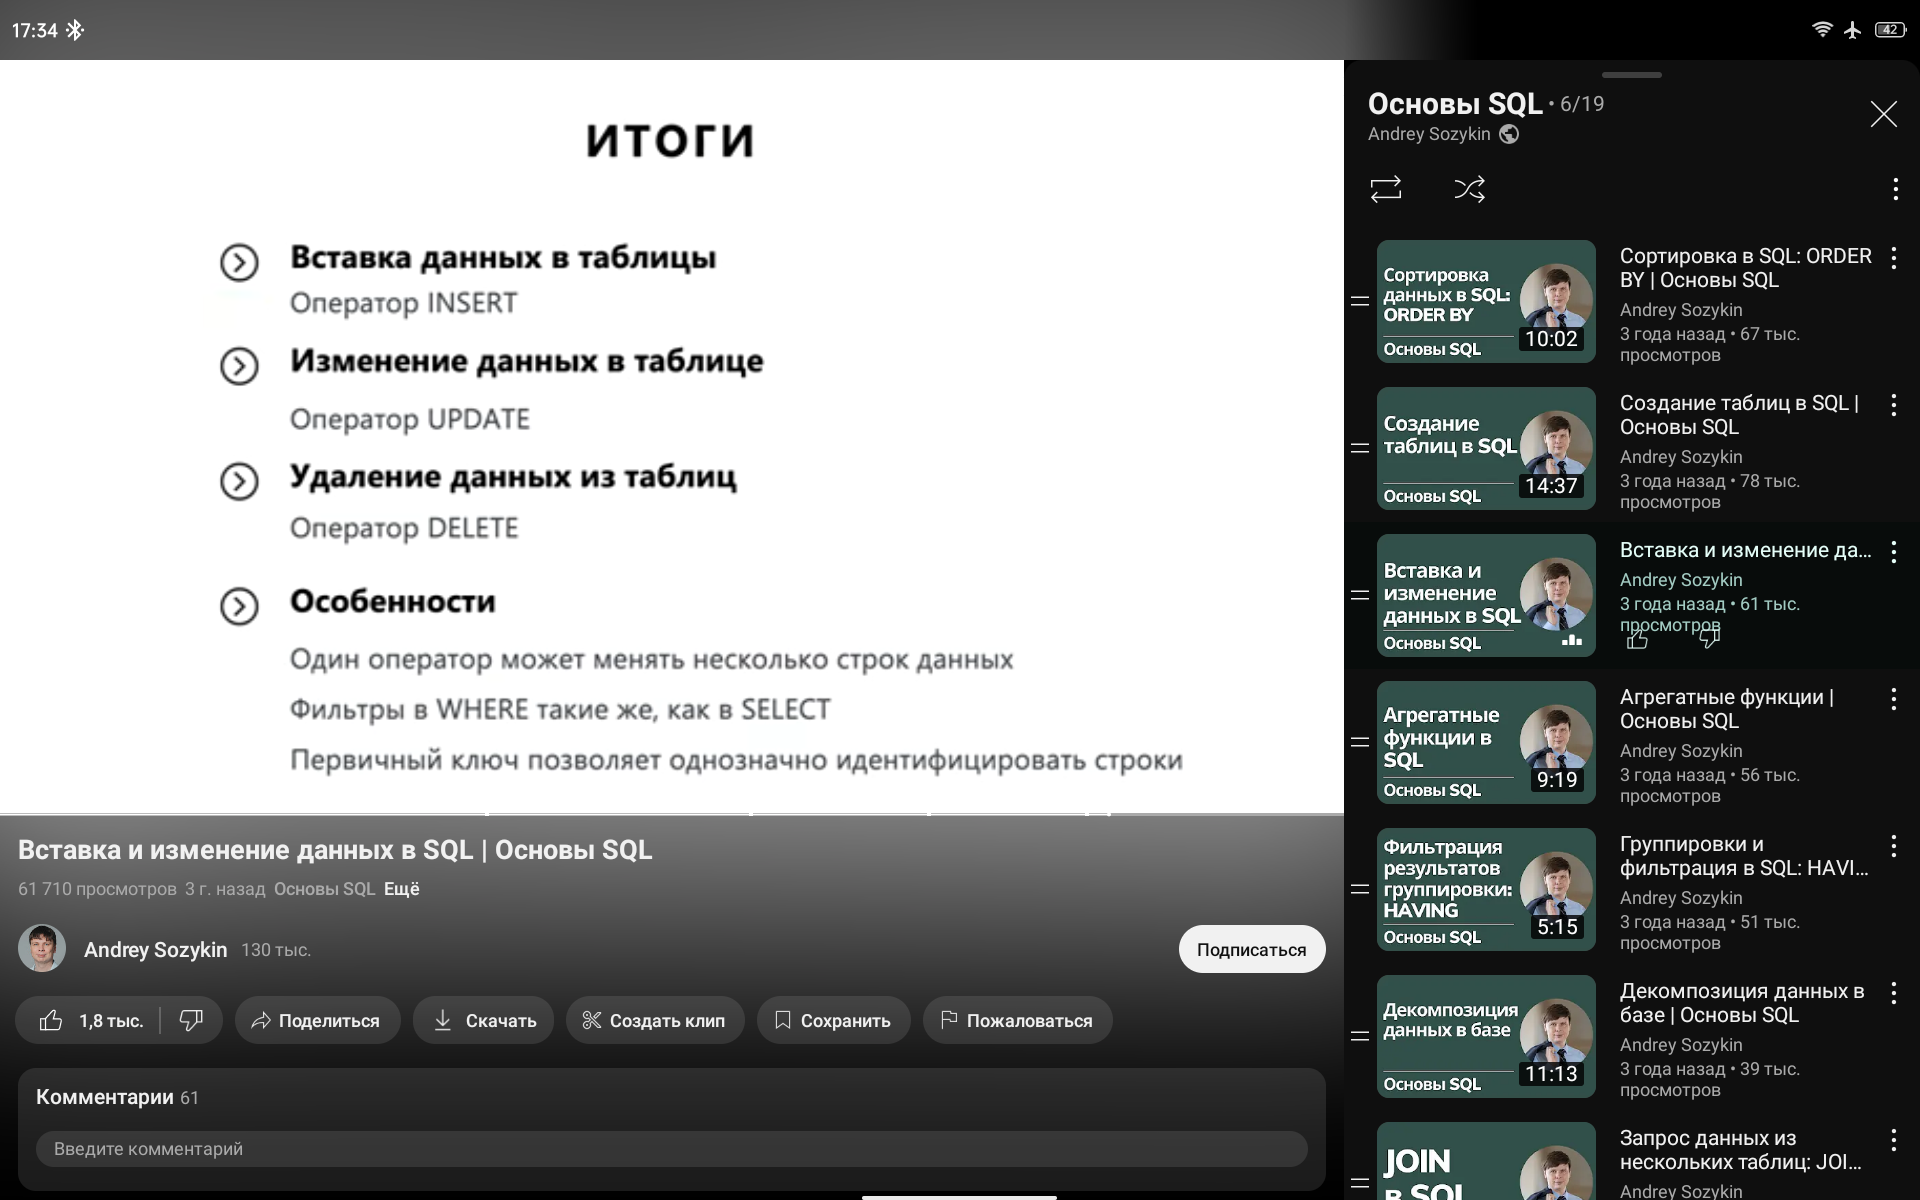 17:34
42
ИТОГИ
Вставка данных в таблицы
Оператор INSERT
Изменение данных в таблице
Оператор UPDATE
Удаление данных из таблиц
Оператор DELETE
Особенности
Один оператор может менять несколько строк данных
Фильтры в WHERE такие же, как в SELECT
Первичный ключ позволяет однозначно идентифицировать строки
Вставка и изменение данных в SQL | Основы SQL
61 710 просмотров 3 г. назад Основы SQL Ещё
Andrey Sozykin 130 тыс.
Подписаться
1,8 тыс.
Поделиться
Скачать
Создать клип
Сохранить
Пожаловаться
Комментарии 61
Введите комментарий
Основы SQL • 6/19
Andrey Sozykin
Сортировка
данных в SQL:
ORDER BY
10:02
Основы SQL
Сортировка в SQL: ORDER
BY | Основы SQL
Andrey Sozykin
3 года назад • 67 тыс.
просмотров
Создание
таблиц в SQL
14:37
Основы SQL
Создание таблиц в SQL |
Основы SQL
Andrey Sozykin
3 года назад • 78 тыс.
просмотров
Вставка и
изменение
данных в SQL
Основы SQL
Вставка и изменение да...
Andrey Sozykin
3 года назад • 61 тыс.
просмотров
Агрегатные
функции в
SQL
9:19
Основы SQL
Агрегатные функции |
Основы SQL
Andrey Sozykin
3 года назад • 56 тыс.
просмотров
Фильтрация
результатов
группировки:
HAVING
5:15
Основы SQL
Группировки и
фильтрация в SQL: HAVI...
Andrey Sozykin
3 года назад • 51 тыс.
просмотров
Декомпозиция
данных в базе
11:13
Основы SQL
Декомпозиция данных в
базе | Основы SQL
Andrey Sozykin
3 года назад • 39 тыс.
просмотров
JOIN
в SQL
Запрос данных из
нескольких таблиц: JOI...
Andrey Sozykin